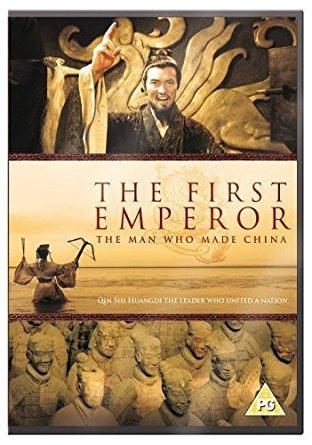 THE FIRST
EMPEROR
THE MAN WHO MADE CHINA
QIN SHI HUANGDI THE LEADER WHO UNITED A NATION
PG